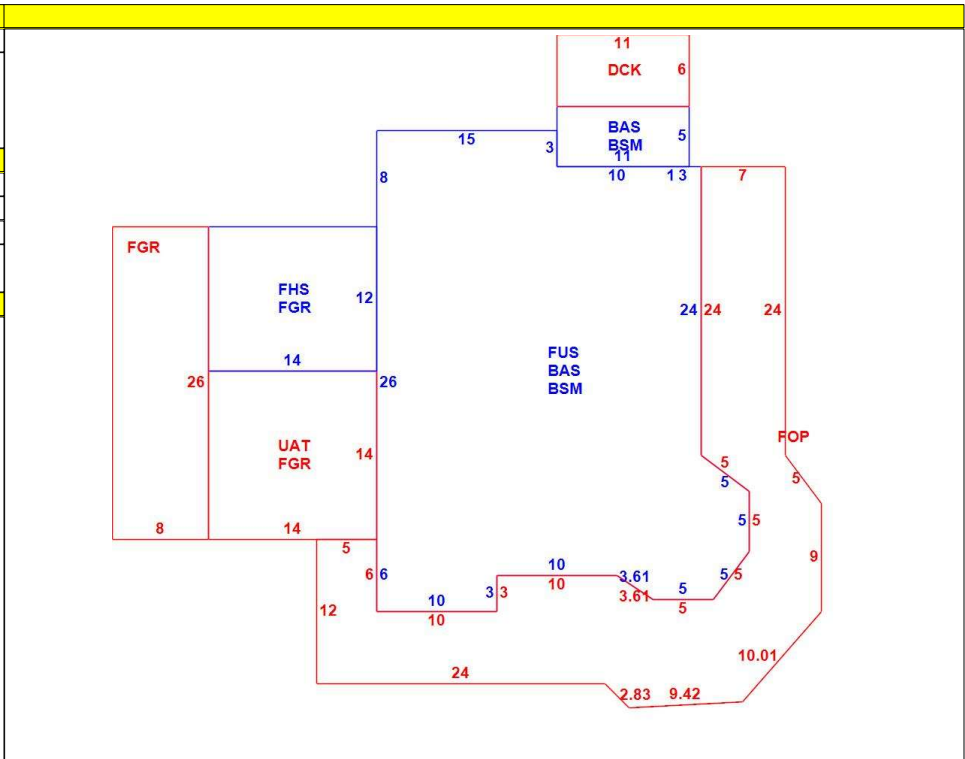 11
DCK 6
BAS 5
BSM
11
15 3
10 1 3 7
8
FGR
FHS 12
FGR
24 24 24
14
FUS
BAS
BSM
26 26
UAT 14
FGR
FOP
5 5
5
8 14
5 5
5
9
6 6
10 3.61 5 5
3 3 10 5
3.61 5
10
10
12
10.01
24
2.83 9.42